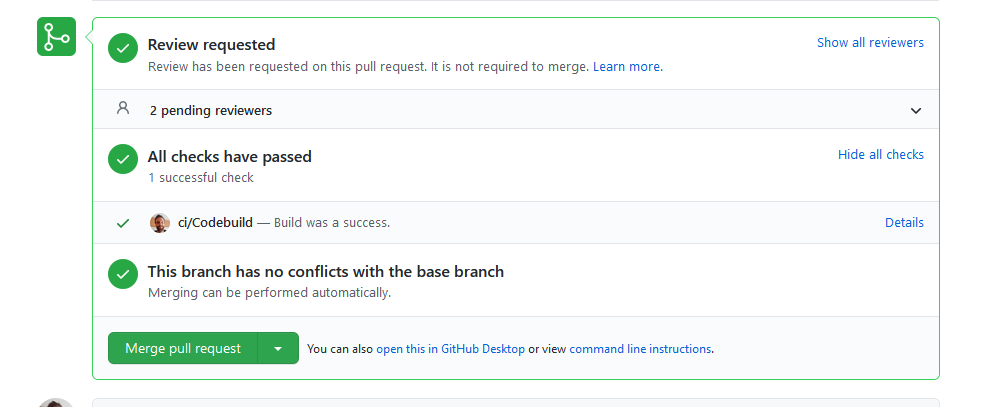 Review requested
Show all reviewers
Review has been requested on this pull request. It is not required to merge. Learn more.
2 pending reviewers
All checks have passed
Hide all checks
1 successful check
ci/Codebuild — Build was a success.
Details
This branch has no conflicts with the base branch
Merging can be performed automatically.
Merge pull request
You can also open this in GitHub Desktop or view command line instructions.